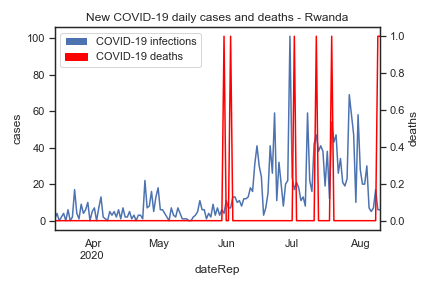 New COVID-19 daily cases and deaths - Rwanda
COVID-19 infections
COVID-19 deaths
100
80
60
40
20
0
cases
1.0
0.8
0.6
0.4
0.2
0.0
deaths
Apr
2020
May
Jun
Jul
Aug
dateRep